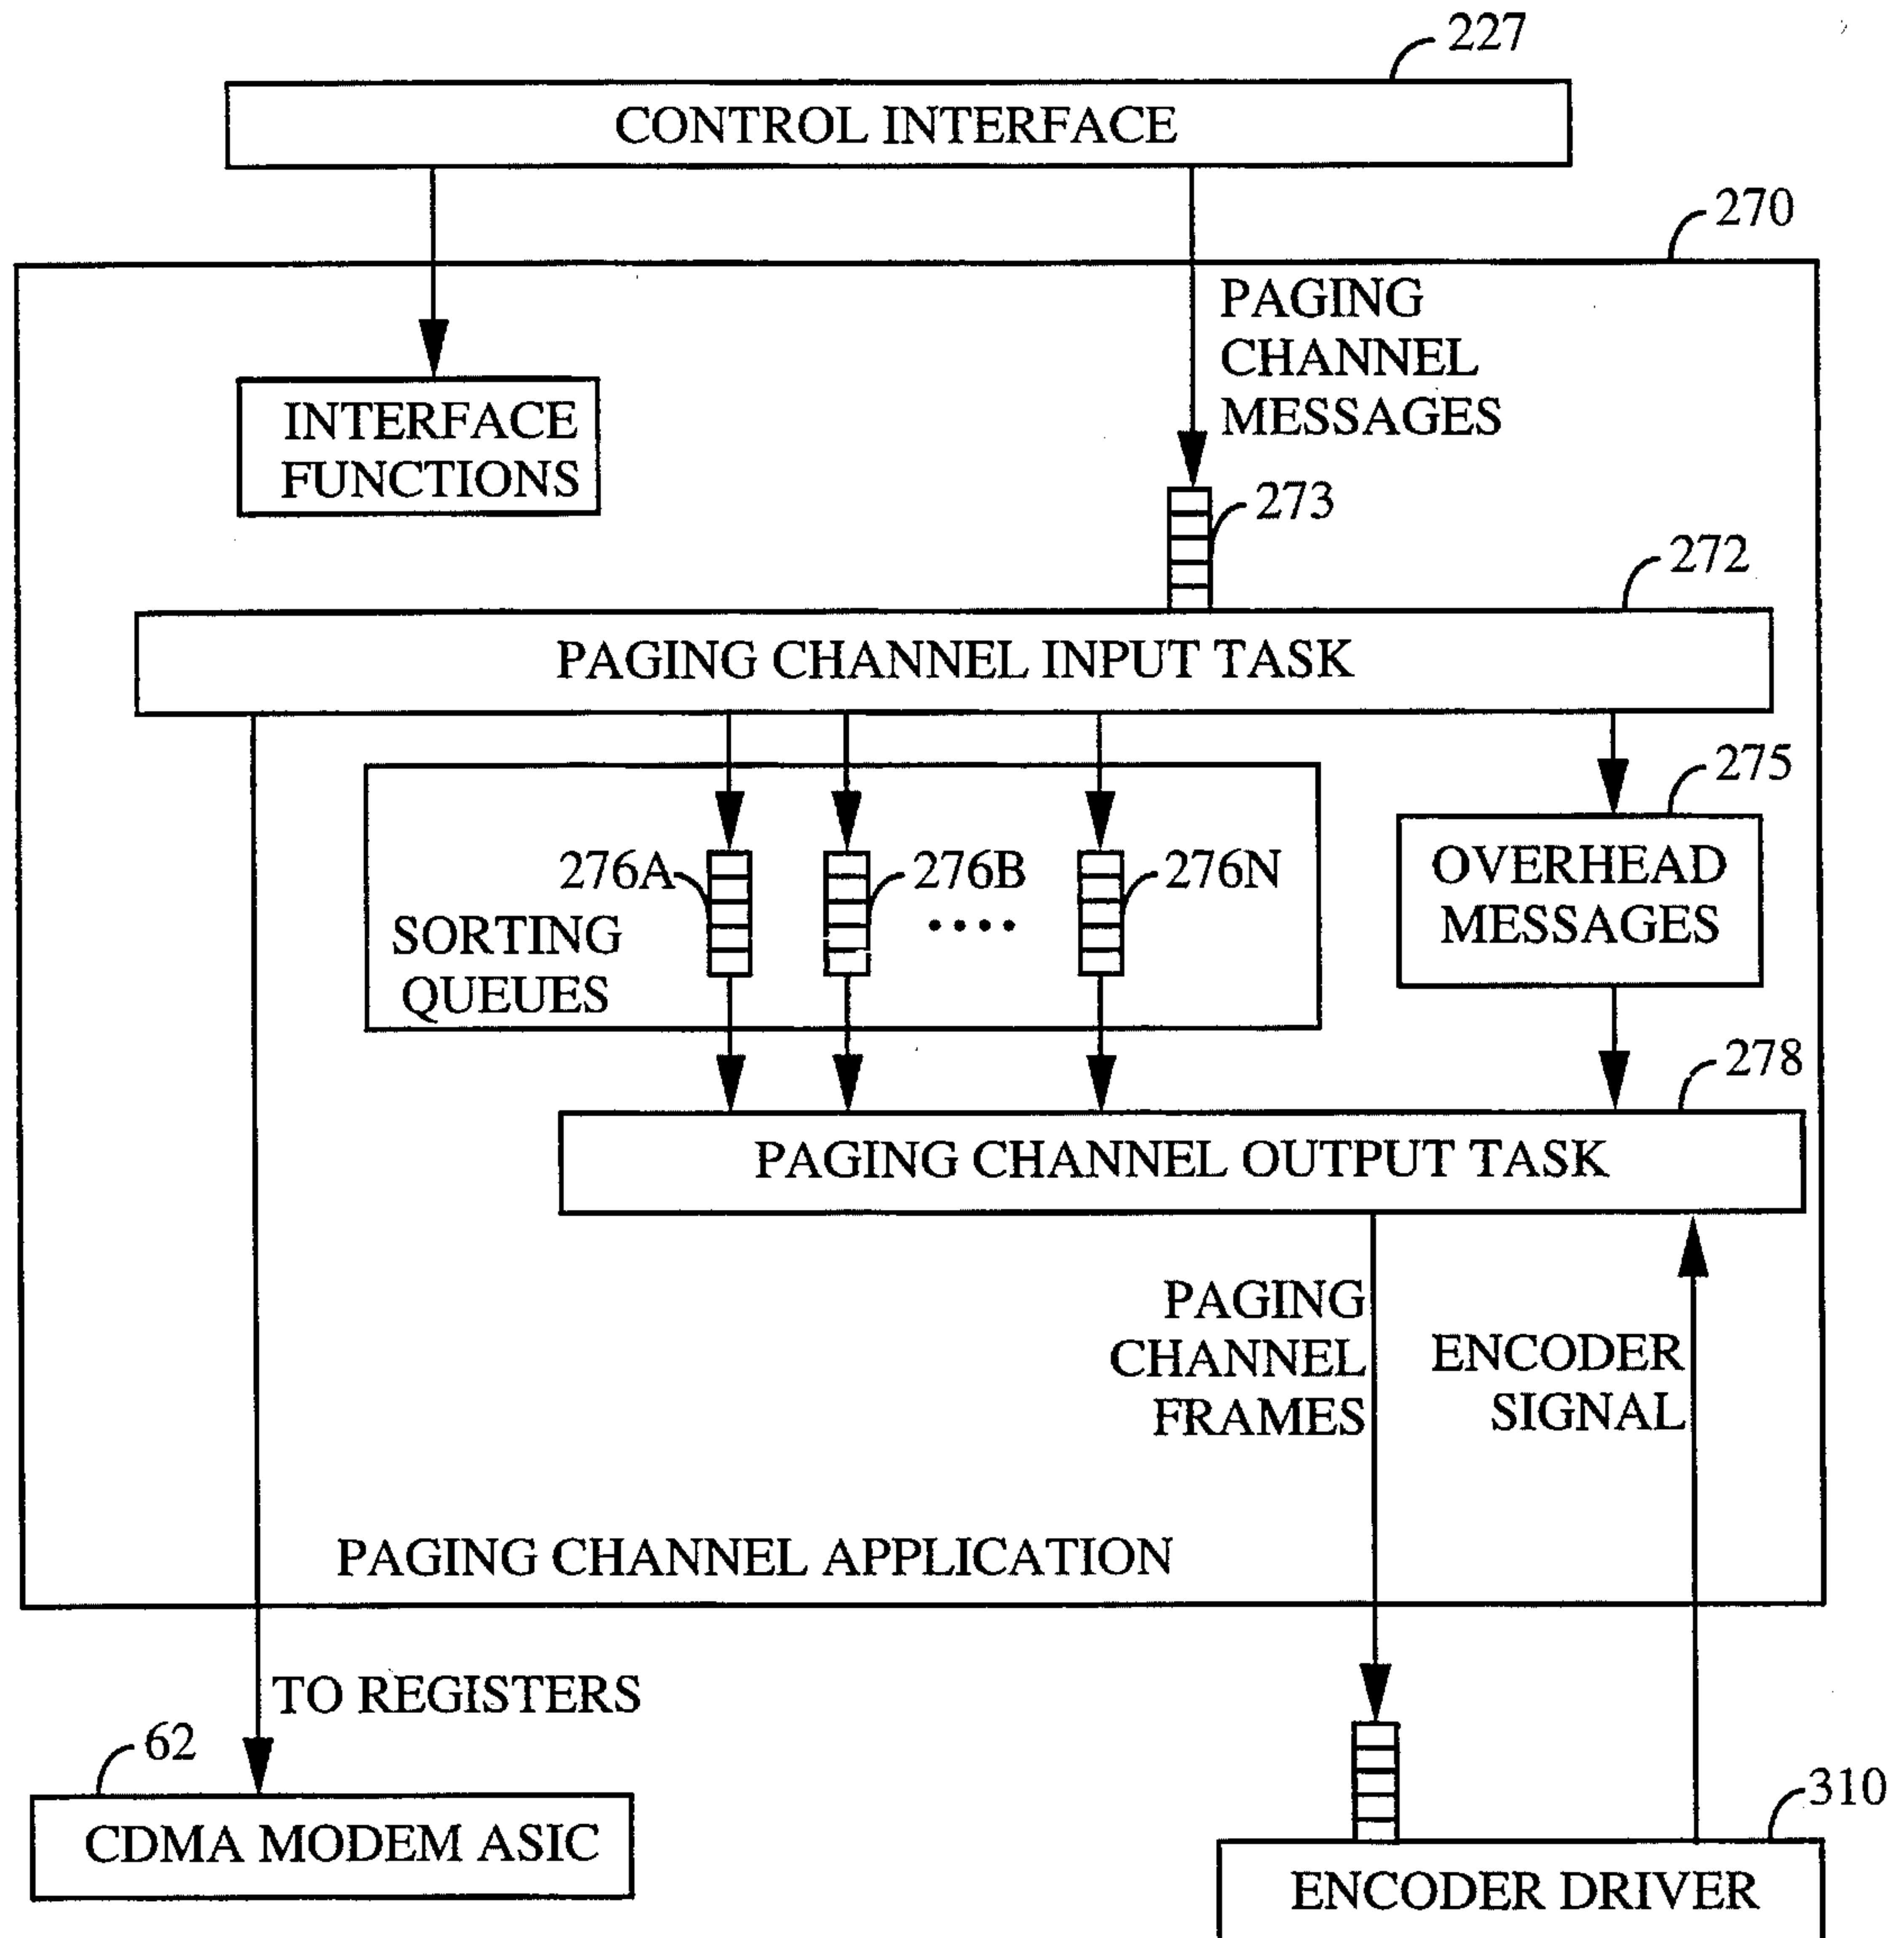 227
CONTROL INTERFACE
270
PAGING
CHANNEL
MESSAGES
INTERFACE
FUNCTIONS
273
272
PAGING CHANNEL INPUT TASK
275
276A
276B
276N
....
SORTING
QUEUES
OVERHEAD
MESSAGES
278
PAGING CHANNEL OUTPUT TASK
PAGING
CHANNEL
FRAMES
ENCODER
SIGNAL
PAGING CHANNEL APPLICATION
TO REGISTERS
62
CDMA MODEM ASIC
310
ENCODER DRIVER